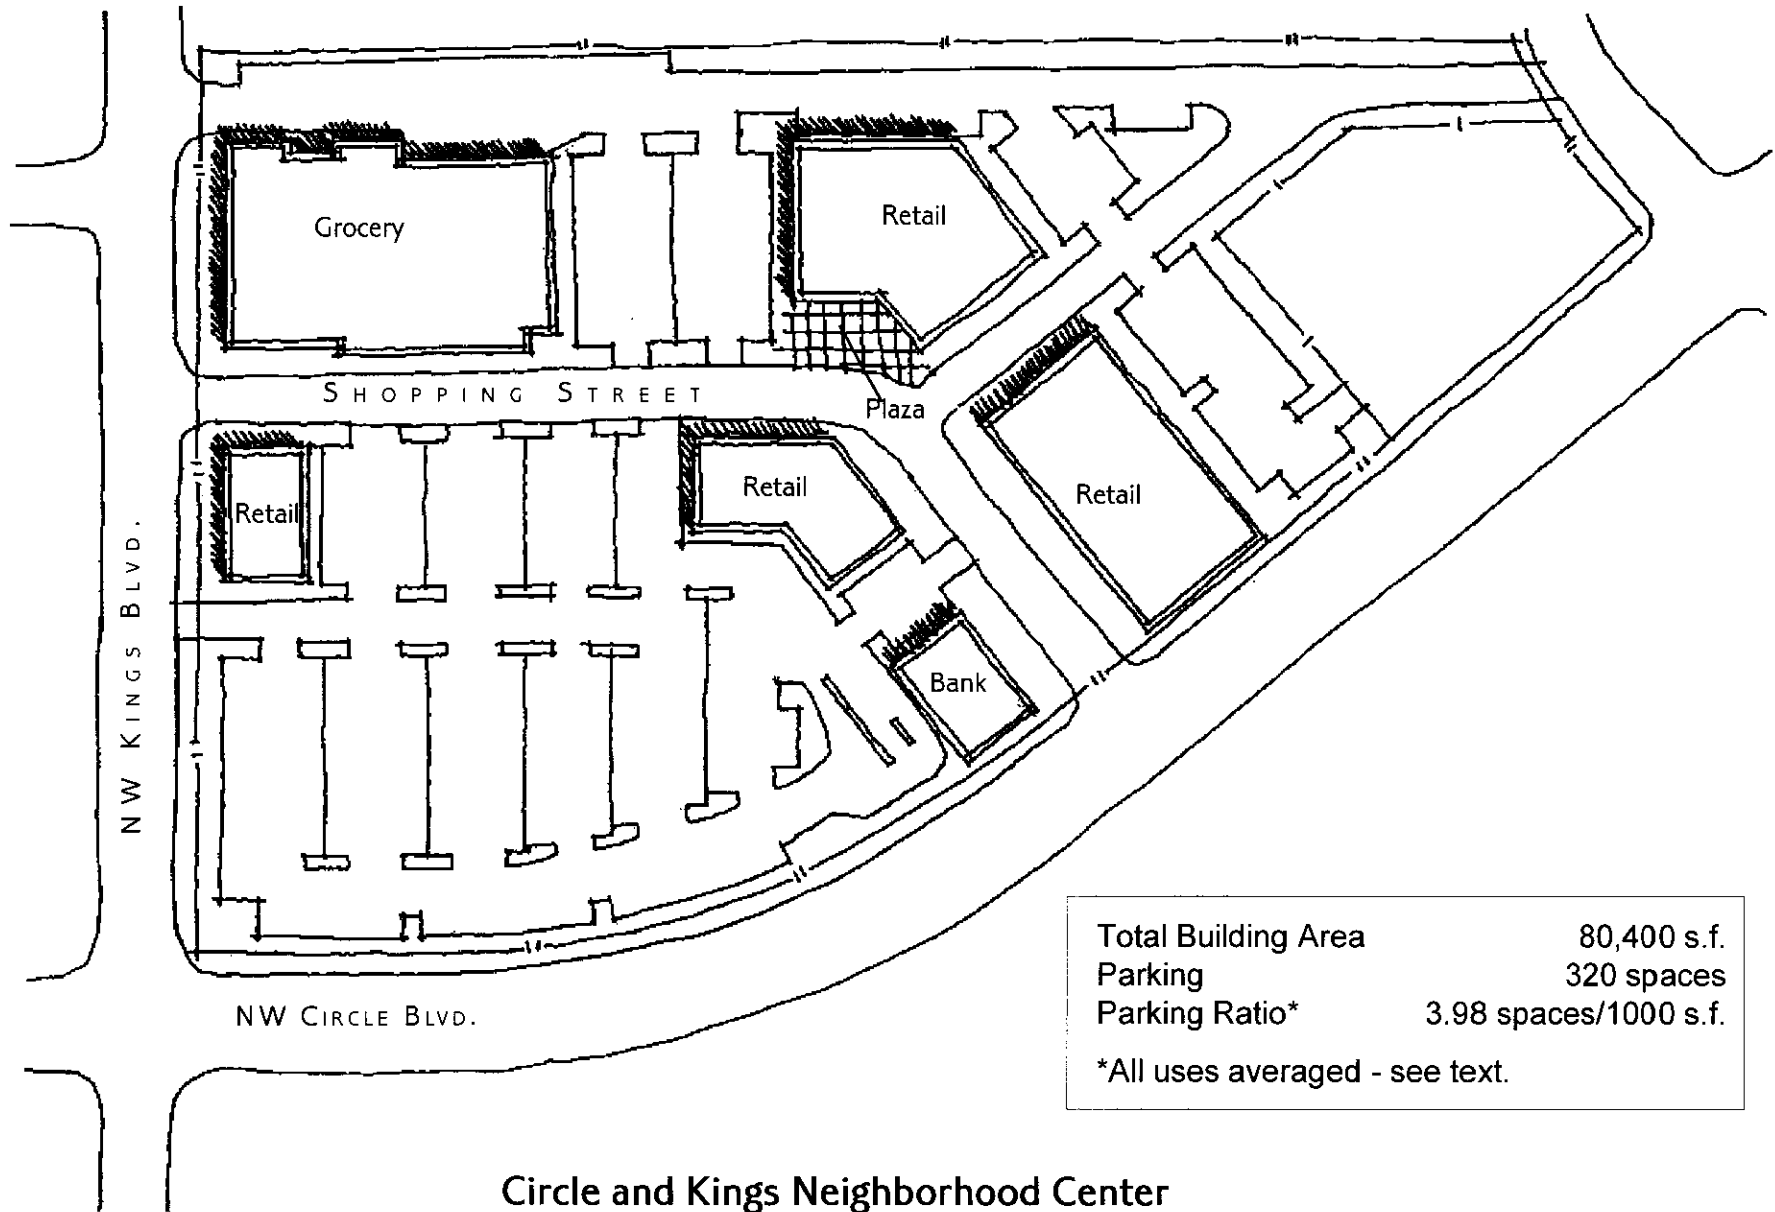 Grocery
Retail
SHOPPING STREET
Plaza
Retail
Retail
Retail
Bank
NW KINGS BLVD.
NW CIRCLE BLVD.
Total Building Area 80,400 s.f.
Parking 320 spaces
Parking Ratio* 3.98 spaces/1000 s.f.
*All uses averaged - see text.
Circle and Kings Neighborhood Center